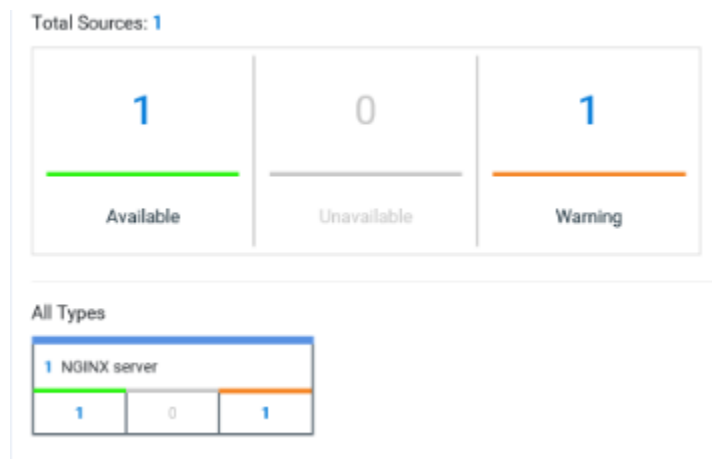 Total Sources: 1
1 0 1
Available Unavailable Warning
All Types
1 NGINX server
1 0 1